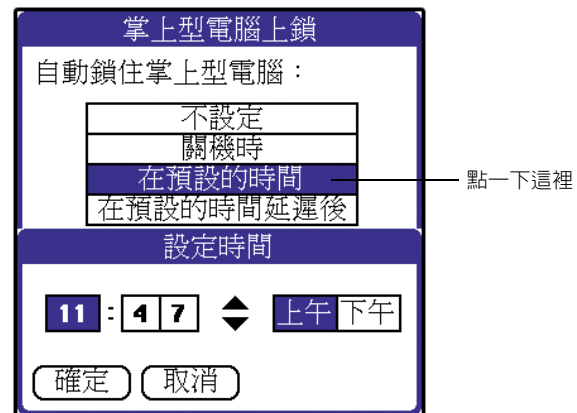 掌上型電腦上鎖
自動鎖住掌上型電腦：
不設定
關機時
在預設的時間
點一下這裡
在預設的時間延遲後
設定時間
11 : 4 7 上午 下午
確定 取消